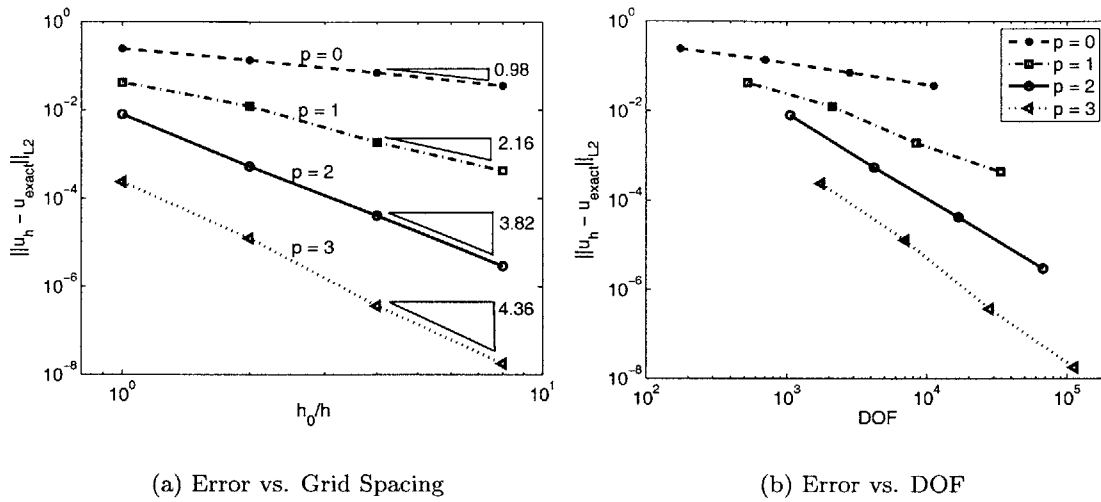 10^0
10^-2
10^-4
10^-6
10^-8
||u_h - u_exact||_L2
p = 0
p = 1
p = 2
p = 3
0.98
2.16
3.82
4.36
10^0
10^1
h_0/h
(a) Error vs. Grid Spacing
10^0
10^-2
10^-4
10^-6
10^-8
||u_h - u_exact||_L2
p = 0
p = 1
p = 2
p = 3
10^2
10^3
10^4
10^5
DOF
(b) Error vs. DOF